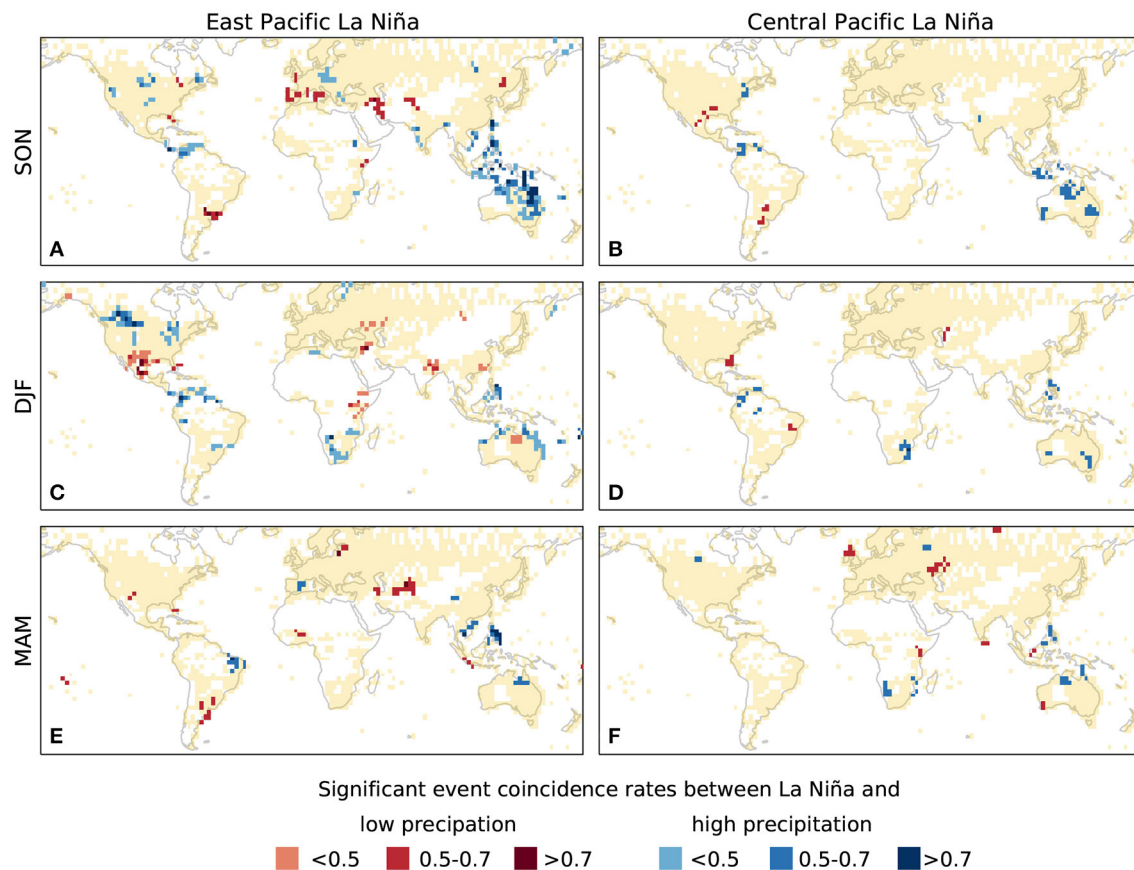 East Pacific La Niña
Central Pacific La Niña
SON
A
B
DJF
C
D
MAM
E
F
Significant event coincidence rates between La Niña and
low precipation
high precipitation
<0.5
0.5-0.7
>0.7
<0.5
0.5-0.7
>0.7